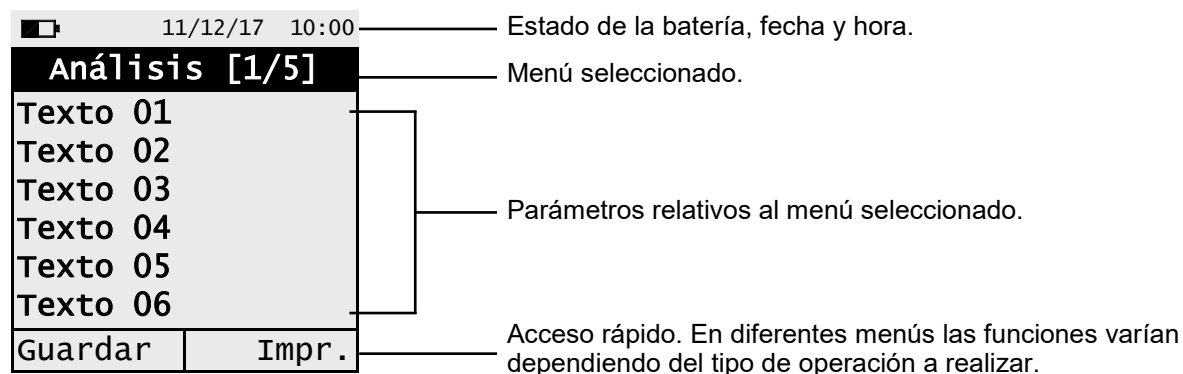 11/12/17 10:00
Estado de la batería, fecha y hora.
Análisis [1/5]
Menú seleccionado.
Texto 01
Texto 02
Texto 03
Texto 04
Texto 05
Texto 06
Parámetros relativos al menú seleccionado.
Guardar Impr.
Acceso rápido. En diferentes menús las funciones varían
dependiendo del tipo de operación a realizar.